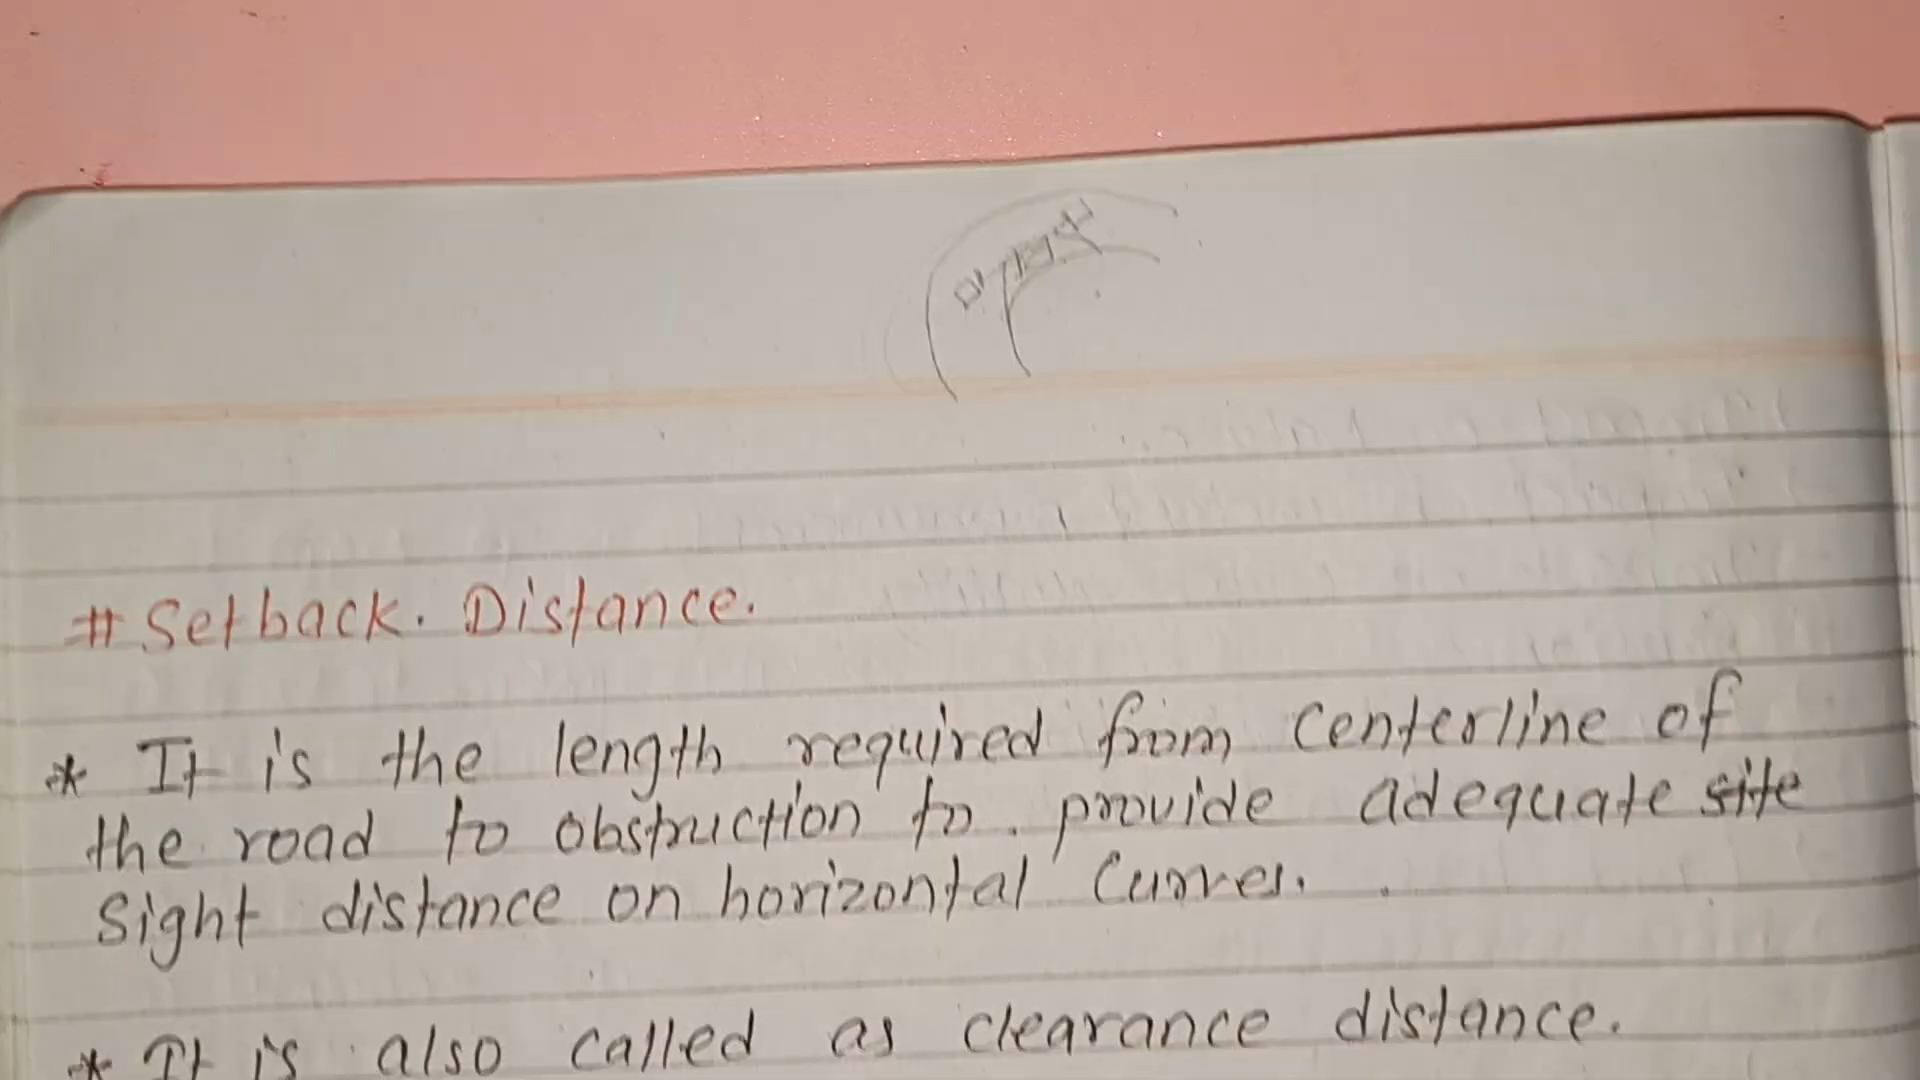 # Setback. Distance.
* It is the length required from centerline of
the road to obstruction to provide adequate site
Sight distance on horizontal Curves.
* It is also called as clearance distance.